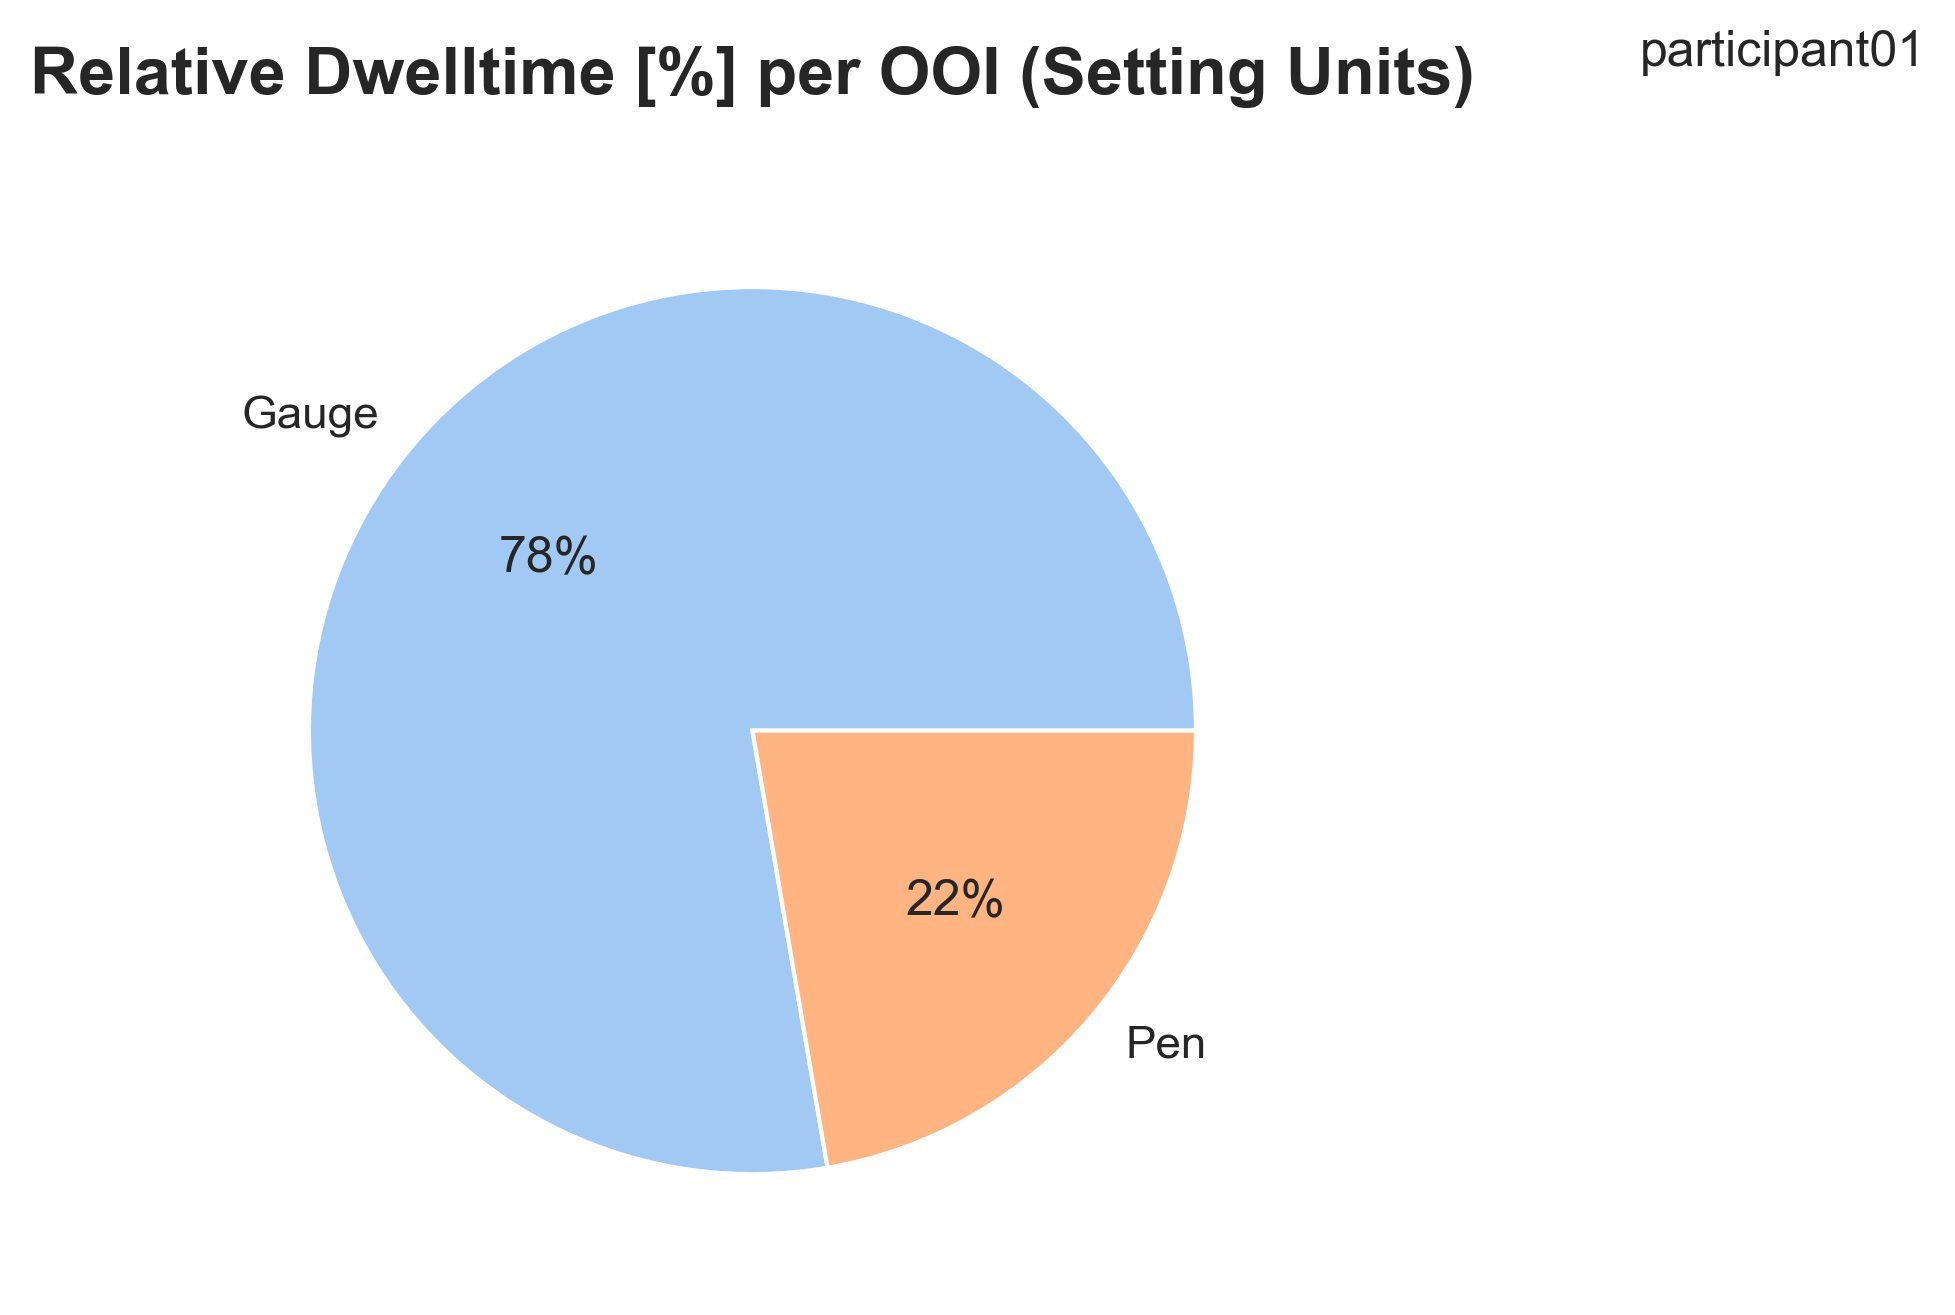 Relative Dwelltime [%] per OOI (Setting Units)
participant01
Gauge
78%
22%
Pen